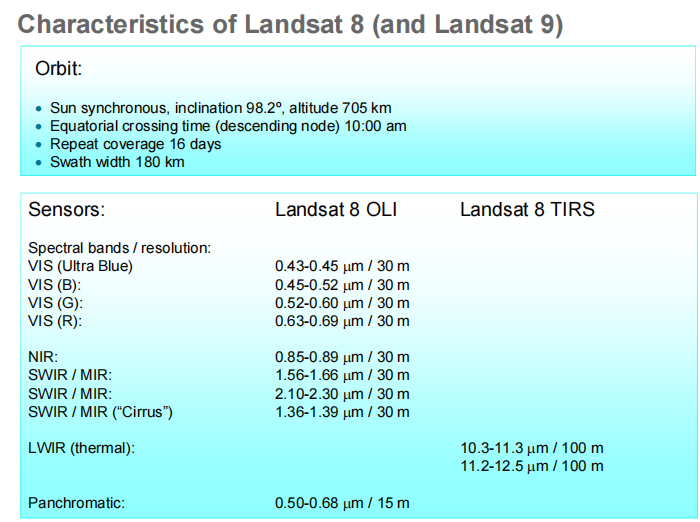 Characteristics of Landsat 8 (and Landsat 9)
Orbit:
• Sun synchronous, inclination 98.2º, altitude 705 km
• Equatorial crossing time (descending node) 10:00 am
• Repeat coverage 16 days
• Swath width 180 km
Sensors: Landsat 8 OLI Landsat 8 TIRS
Spectral bands / resolution:
VIS (Ultra Blue) 0.43-0.45 µm / 30 m
VIS (B): 0.45-0.52 µm / 30 m
VIS (G): 0.52-0.60 µm / 30 m
VIS (R): 0.63-0.69 µm / 30 m
NIR: 0.85-0.89 µm / 30 m
SWIR / MIR: 1.56-1.66 µm / 30 m
SWIR / MIR: 2.10-2.30 µm / 30 m
SWIR / MIR (“Cirrus”) 1.36-1.39 µm / 30 m
LWIR (thermal): 10.3-11.3 µm / 100 m
11.2-12.5 µm / 100 m
Panchromatic: 0.50-0.68 µm / 15 m